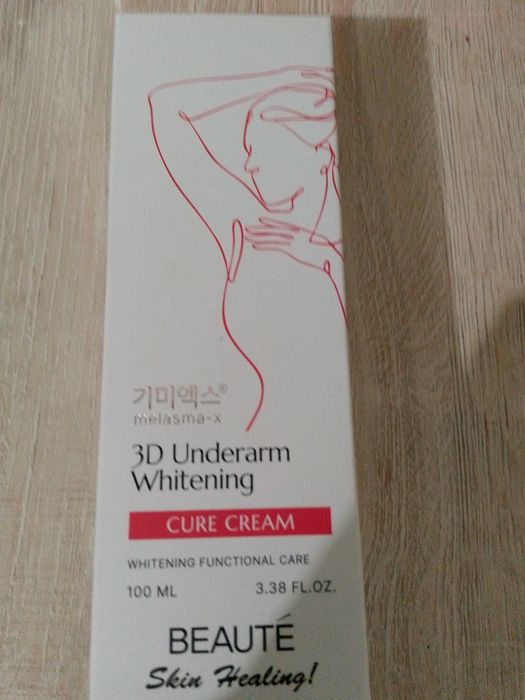 기미엑스®
melasma-x
3D Underarm
Whitening
CURE CREAM
WHITENING FUNCTIONAL CARE
100 ML 3.38 FL.OZ.
BEAUTÉ
Skin Healing!